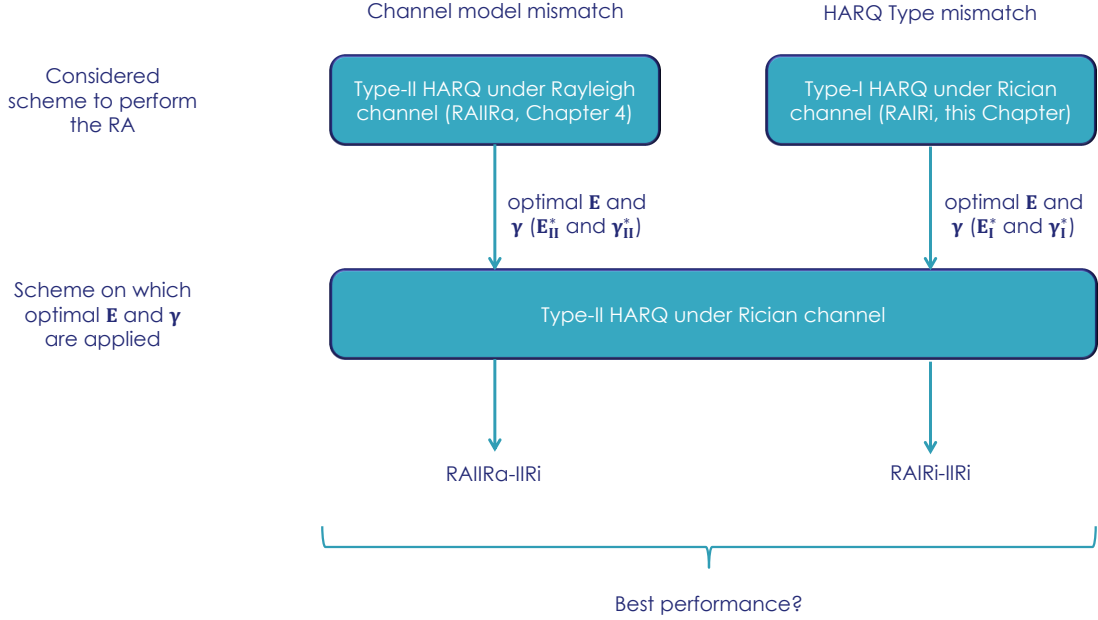 Channel model mismatch
HARQ Type mismatch
Considered
scheme to perform
the RA
Type-II HARQ under Rayleigh
channel (RAIIRa, Chapter 4)
Type-I HARQ under Rician
channel (RAIRi, this Chapter)
optimal E and
γ (E*II and γ*II)
optimal E and
γ (E*I and γ*I)
Scheme on which
optimal E and γ
are applied
Type-II HARQ under Rician channel
RAIIRa-IIRi
RAIRi-IIRi
Best performance?